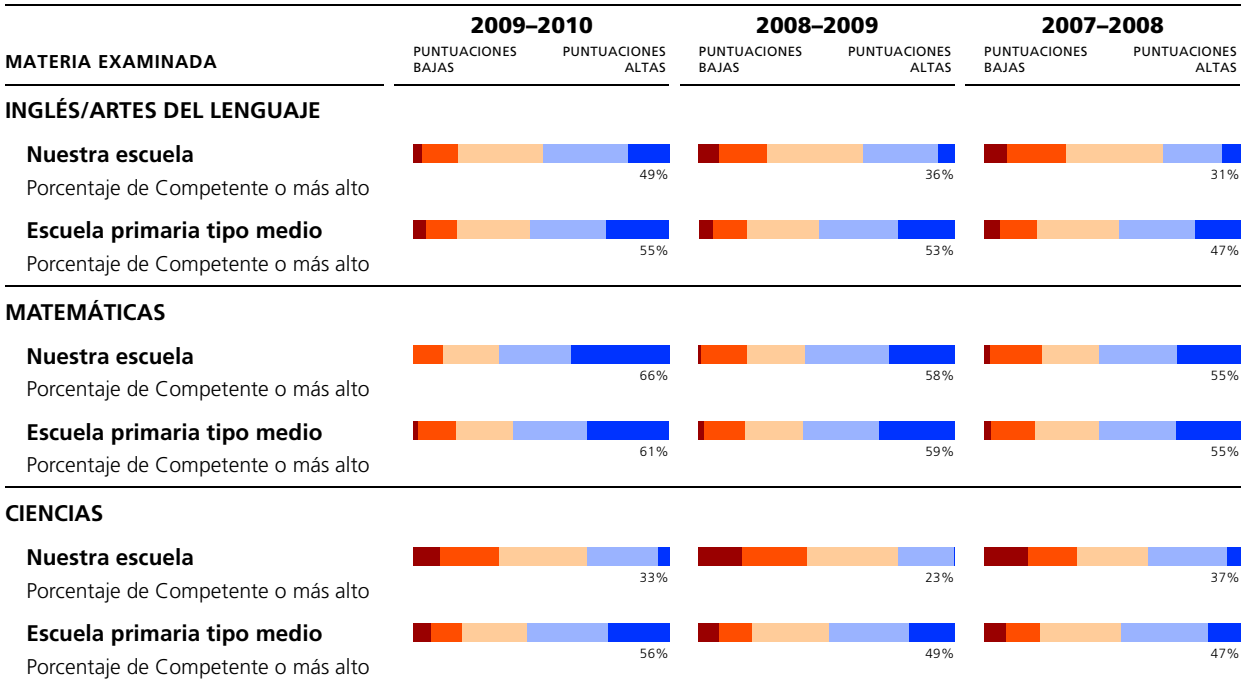 2009–2010 2008–2009 2007–2008
MATERIA EXAMINADA
PUNTUACIONES BAJAS PUNTUACIONES ALTAS PUNTUACIONES BAJAS PUNTUACIONES ALTAS PUNTUACIONES BAJAS PUNTUACIONES ALTAS
INGLÉS/ARTES DEL LENGUAJE
Nuestra escuela
Porcentaje de Competente o más alto 49% 36% 31%
Escuela primaria tipo medio
Porcentaje de Competente o más alto 55% 53% 47%
MATEMÁTICAS
Nuestra escuela
Porcentaje de Competente o más alto 66% 58% 55%
Escuela primaria tipo medio
Porcentaje de Competente o más alto 61% 59% 55%
CIENCIAS
Nuestra escuela
Porcentaje de Competente o más alto 33% 23% 37%
Escuela primaria tipo medio
Porcentaje de Competente o más alto 56% 49% 47%